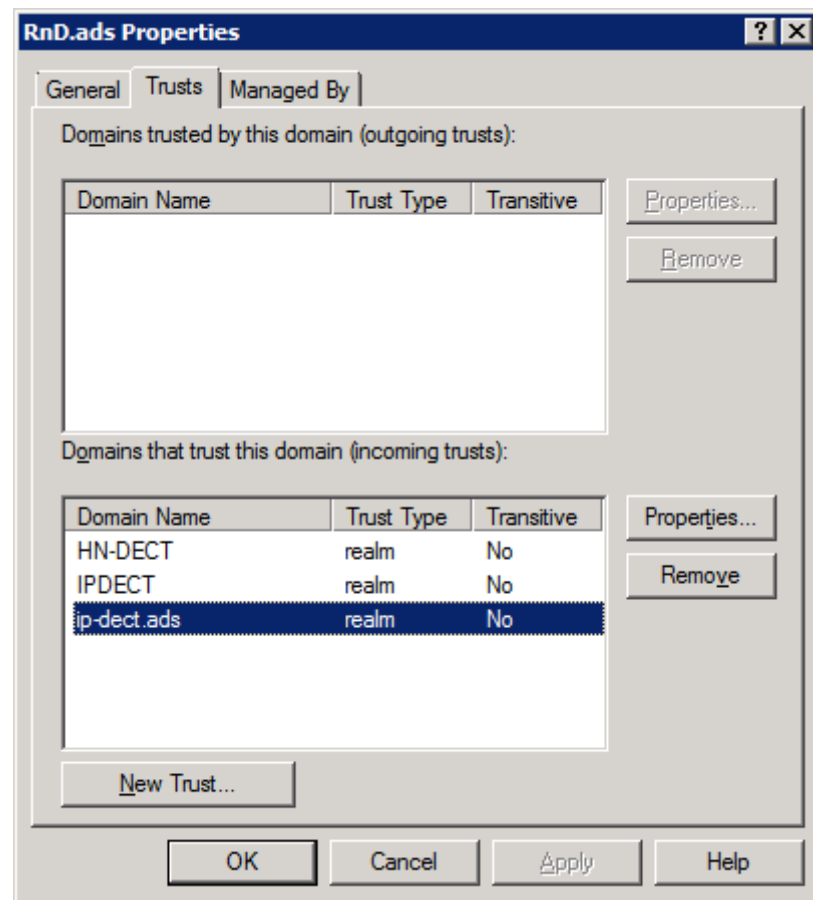 RnD.ads Properties
General Trusts Managed By
Domains trusted by this domain (outgoing trusts):
Domain Name Trust Type Transitive
Properties...
Remove
Domains that trust this domain (incoming trusts):
Domain Name Trust Type Transitive
Properties...
HN-DECT realm No
IPDECT realm No
Remove
ip-dect.ads realm No
New Trust...
OK Cancel Apply Help